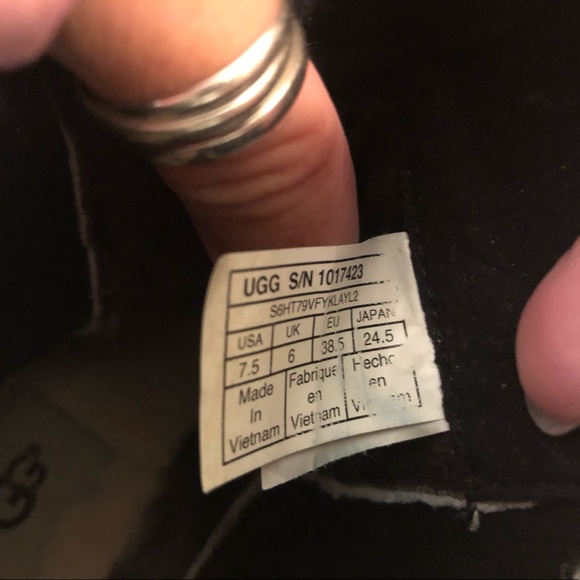 UGG S/N 1017423
S6HT79VFYKLAYL2
USA UK EU JAPAN
7.5 6 38.5 24.5
Made Fabriqué Hecho
In en en
Vietnam Vietnam
UGG